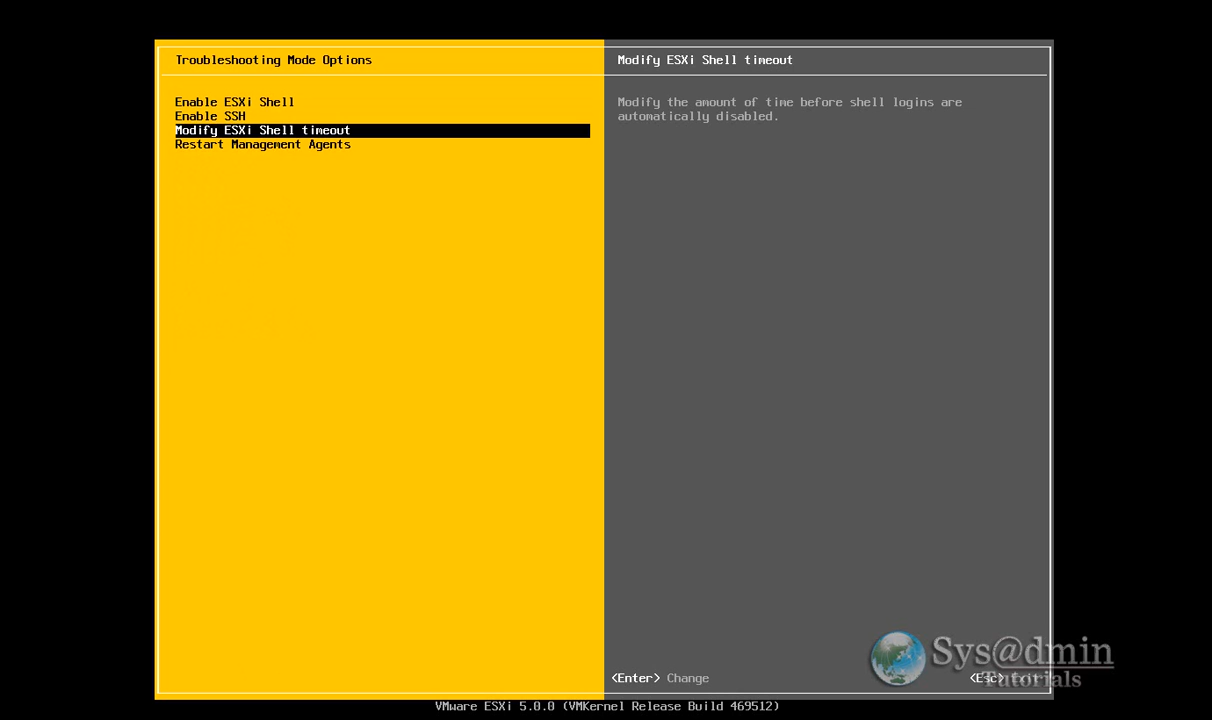 Troubleshooting Mode Options
Modify ESXi Shell timeout
Enable ESXi Shell
Enable SSH
Modify ESXi Shell timeout
Restart Management Agents
Modify the amount of time before shell logins are
automatically disabled.
<Enter> Change
<Esc> Exit
Sys@dmin
Tutorials
VMware ESXi 5.0.0 (VMKernel Release Build 469512)